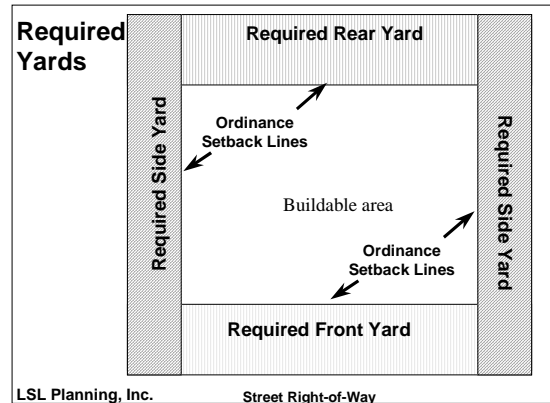 Required
Yards
Required Rear Yard
Ordinance
Setback Lines
Required Side Yard
Buildable area
Required Side Yard
Ordinance
Setback Lines
Required Front Yard
LSL Planning, Inc.
Street Right-of-Way